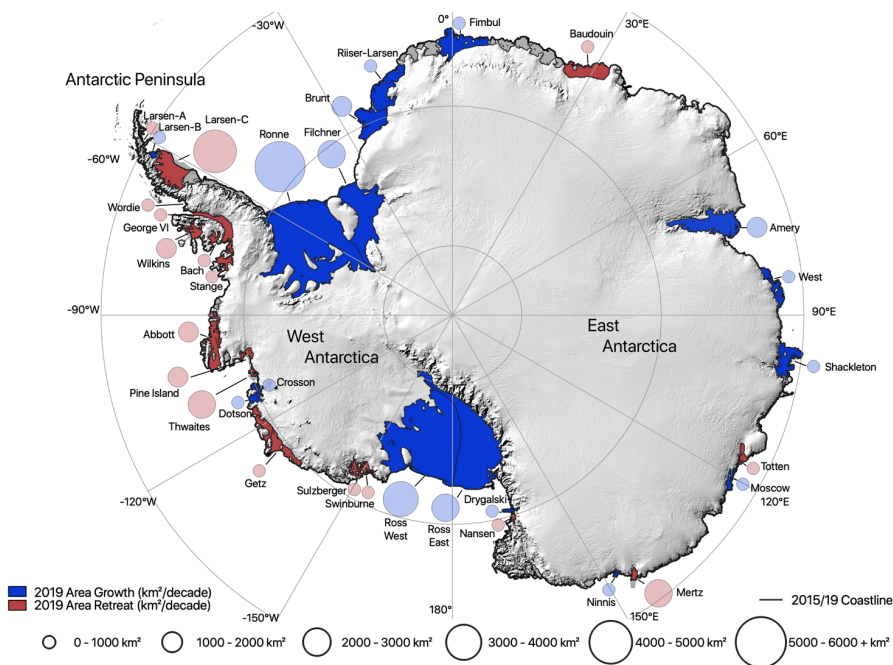 -30°W
0°
Fimbul
30°E
Baudouin
Riiser-Larsen
Antarctic Peninsula
Brunt
Larsen-A
Larsen-B
Larsen-C
Ronne
Filchner
60°E
-60°W
Wordie
George VI
Amery
Wilkins
Bach
Stange
West
-90°W
90°E
West
Antarctica
East
Antarctica
Abbott
Shackleton
Pine Island
Crosson
Dotson
Thwaites
Getz
Totten
Moscow
Sulzberger
Swinburne
-120°W
120°E
Drygalski
Ross
West
Ross
East
Nansen
Mertz
Ninnis
2019 Area Growth (km²/decade)
2019 Area Retreat (km²/decade)
2015/19 Coastline
-150°W
180°
150°E
0 - 1000 km²
1000 - 2000 km²
2000 - 3000 km²
3000 - 4000 km²
4000 - 5000 km²
5000 - 6000 + km²